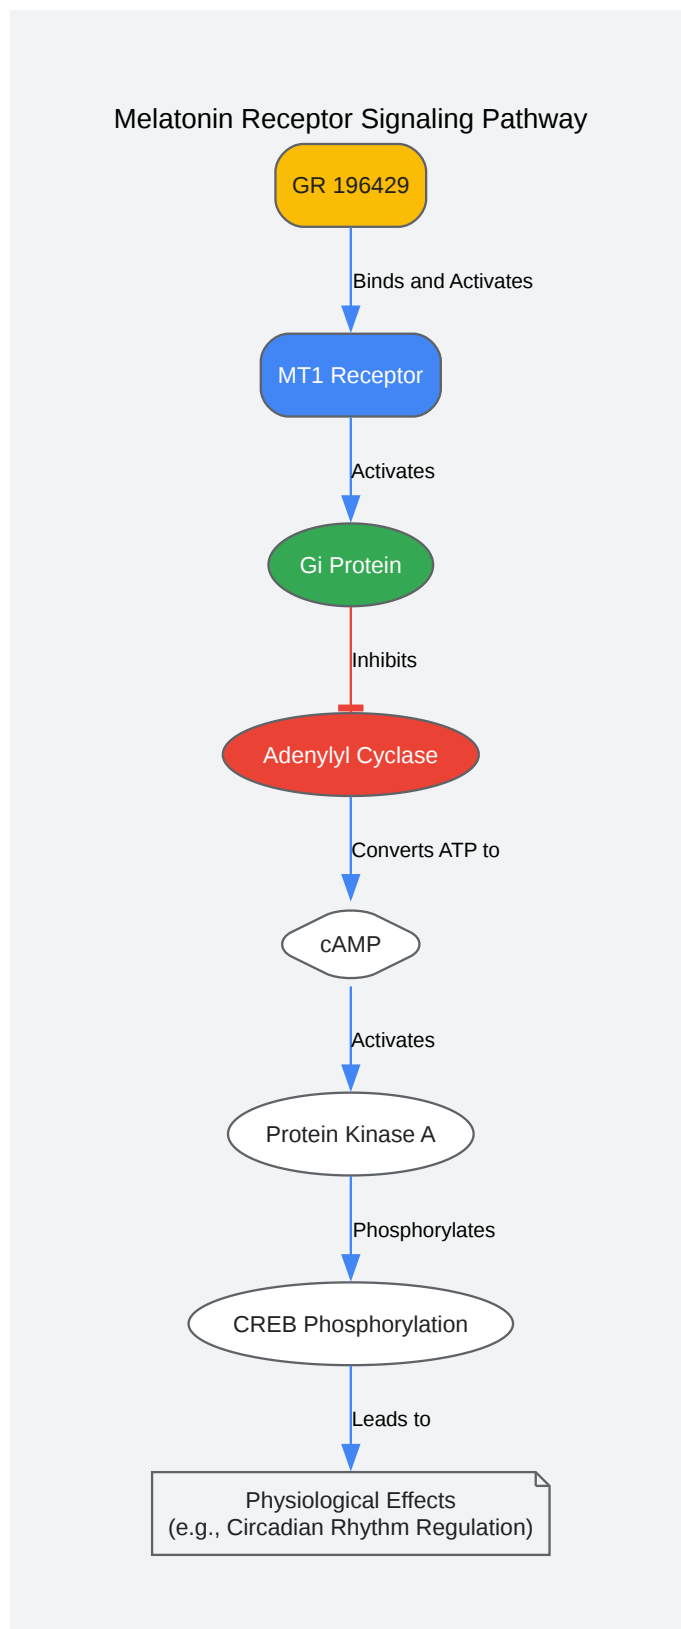 Melatonin Receptor Signaling Pathway
GR 196429
Binds and Activates
MT1 Receptor
Activates
Gi Protein
Inhibits
Adenylyl Cyclase
Converts ATP to
cAMP
Activates
Protein Kinase A
Phosphorylates
CREB Phosphorylation
Leads to
Physiological Effects
(e.g., Circadian Rhythm Regulation)